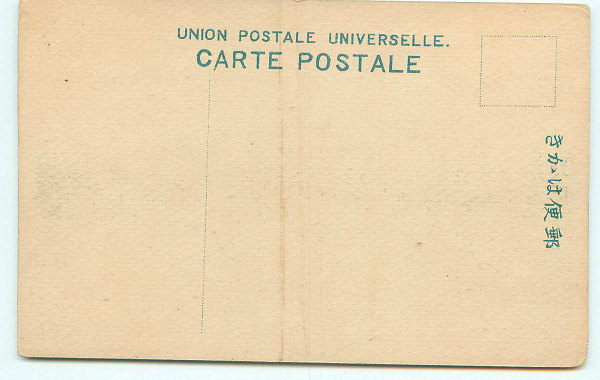 UNION POSTALE UNIVERSELLE.
CARTE POSTALE
郵便はかき